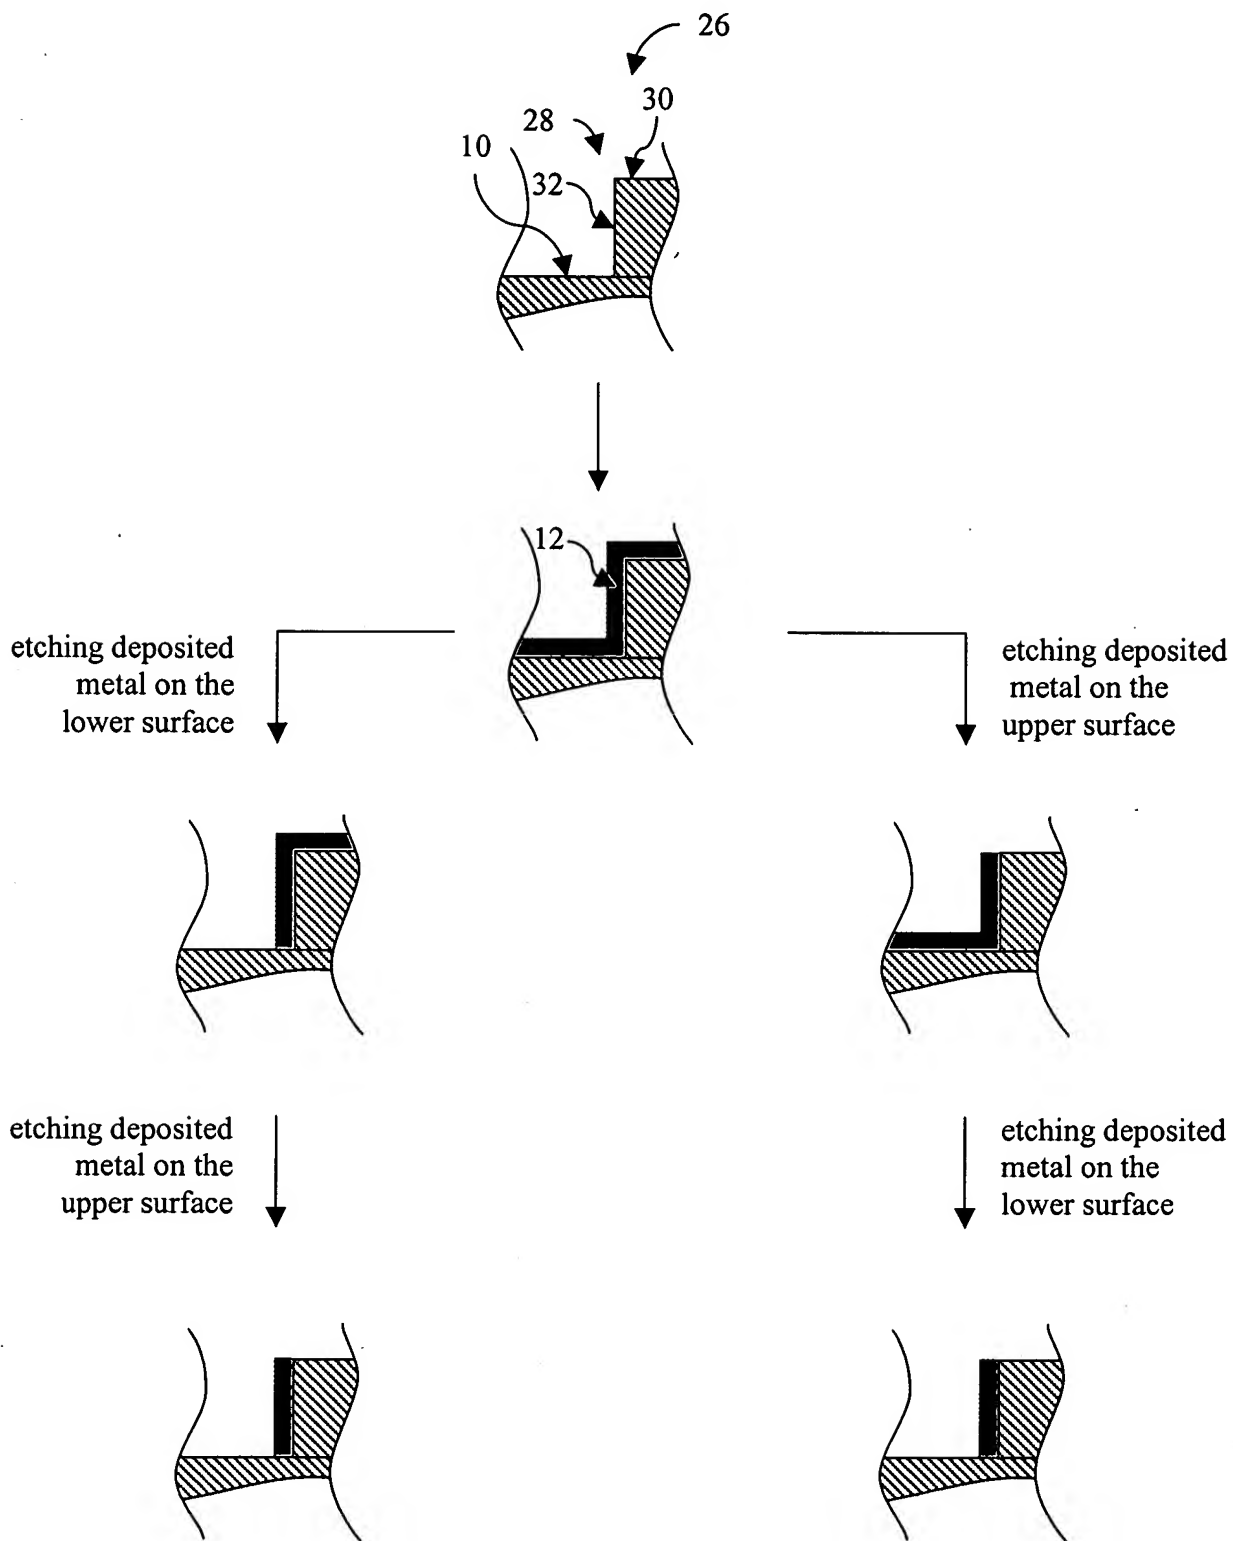 26
30
28
10
32
12
etching deposited
metal on the
lower surface
etching deposited
metal on the
upper surface
etching deposited
metal on the
upper surface
etching deposited
metal on the
lower surface